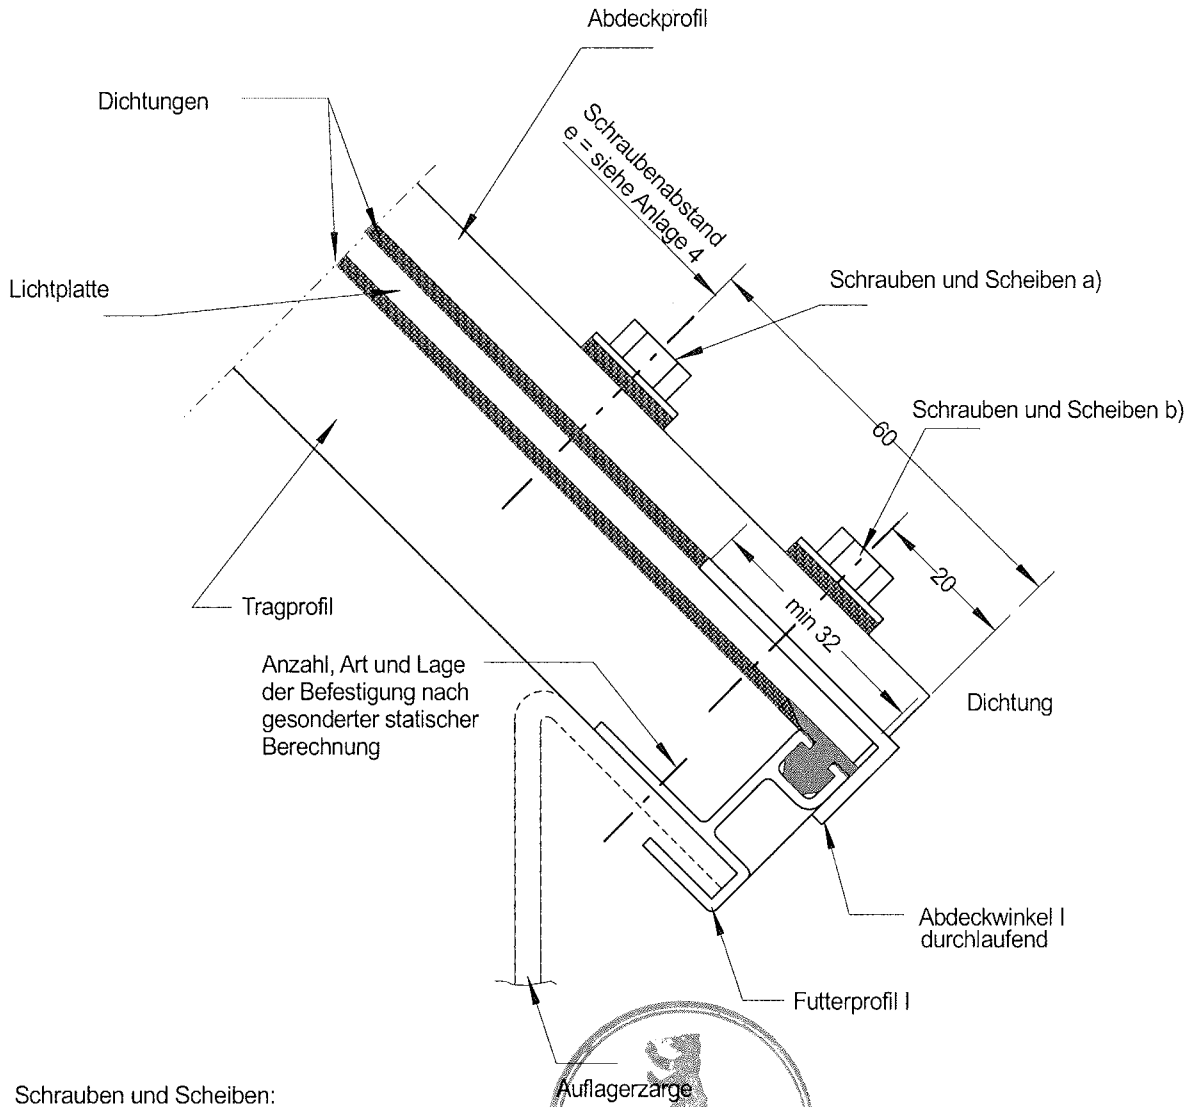 Abdeckprofil
Dichtungen
Schraubenabstand
e = siehe Anlage 4
Lichtplatte
Schrauben und Scheiben a)
Schrauben und Scheiben b)
60
20
min 32
Tragprofil
Anzahl, Art und Lage
der Befestigung nach
gesonderter statischer
Berechnung
Dichtung
Abdeckwinkel I
durchlaufend
Futterprofil I
Auflagerzarge
Schrauben und Scheiben: